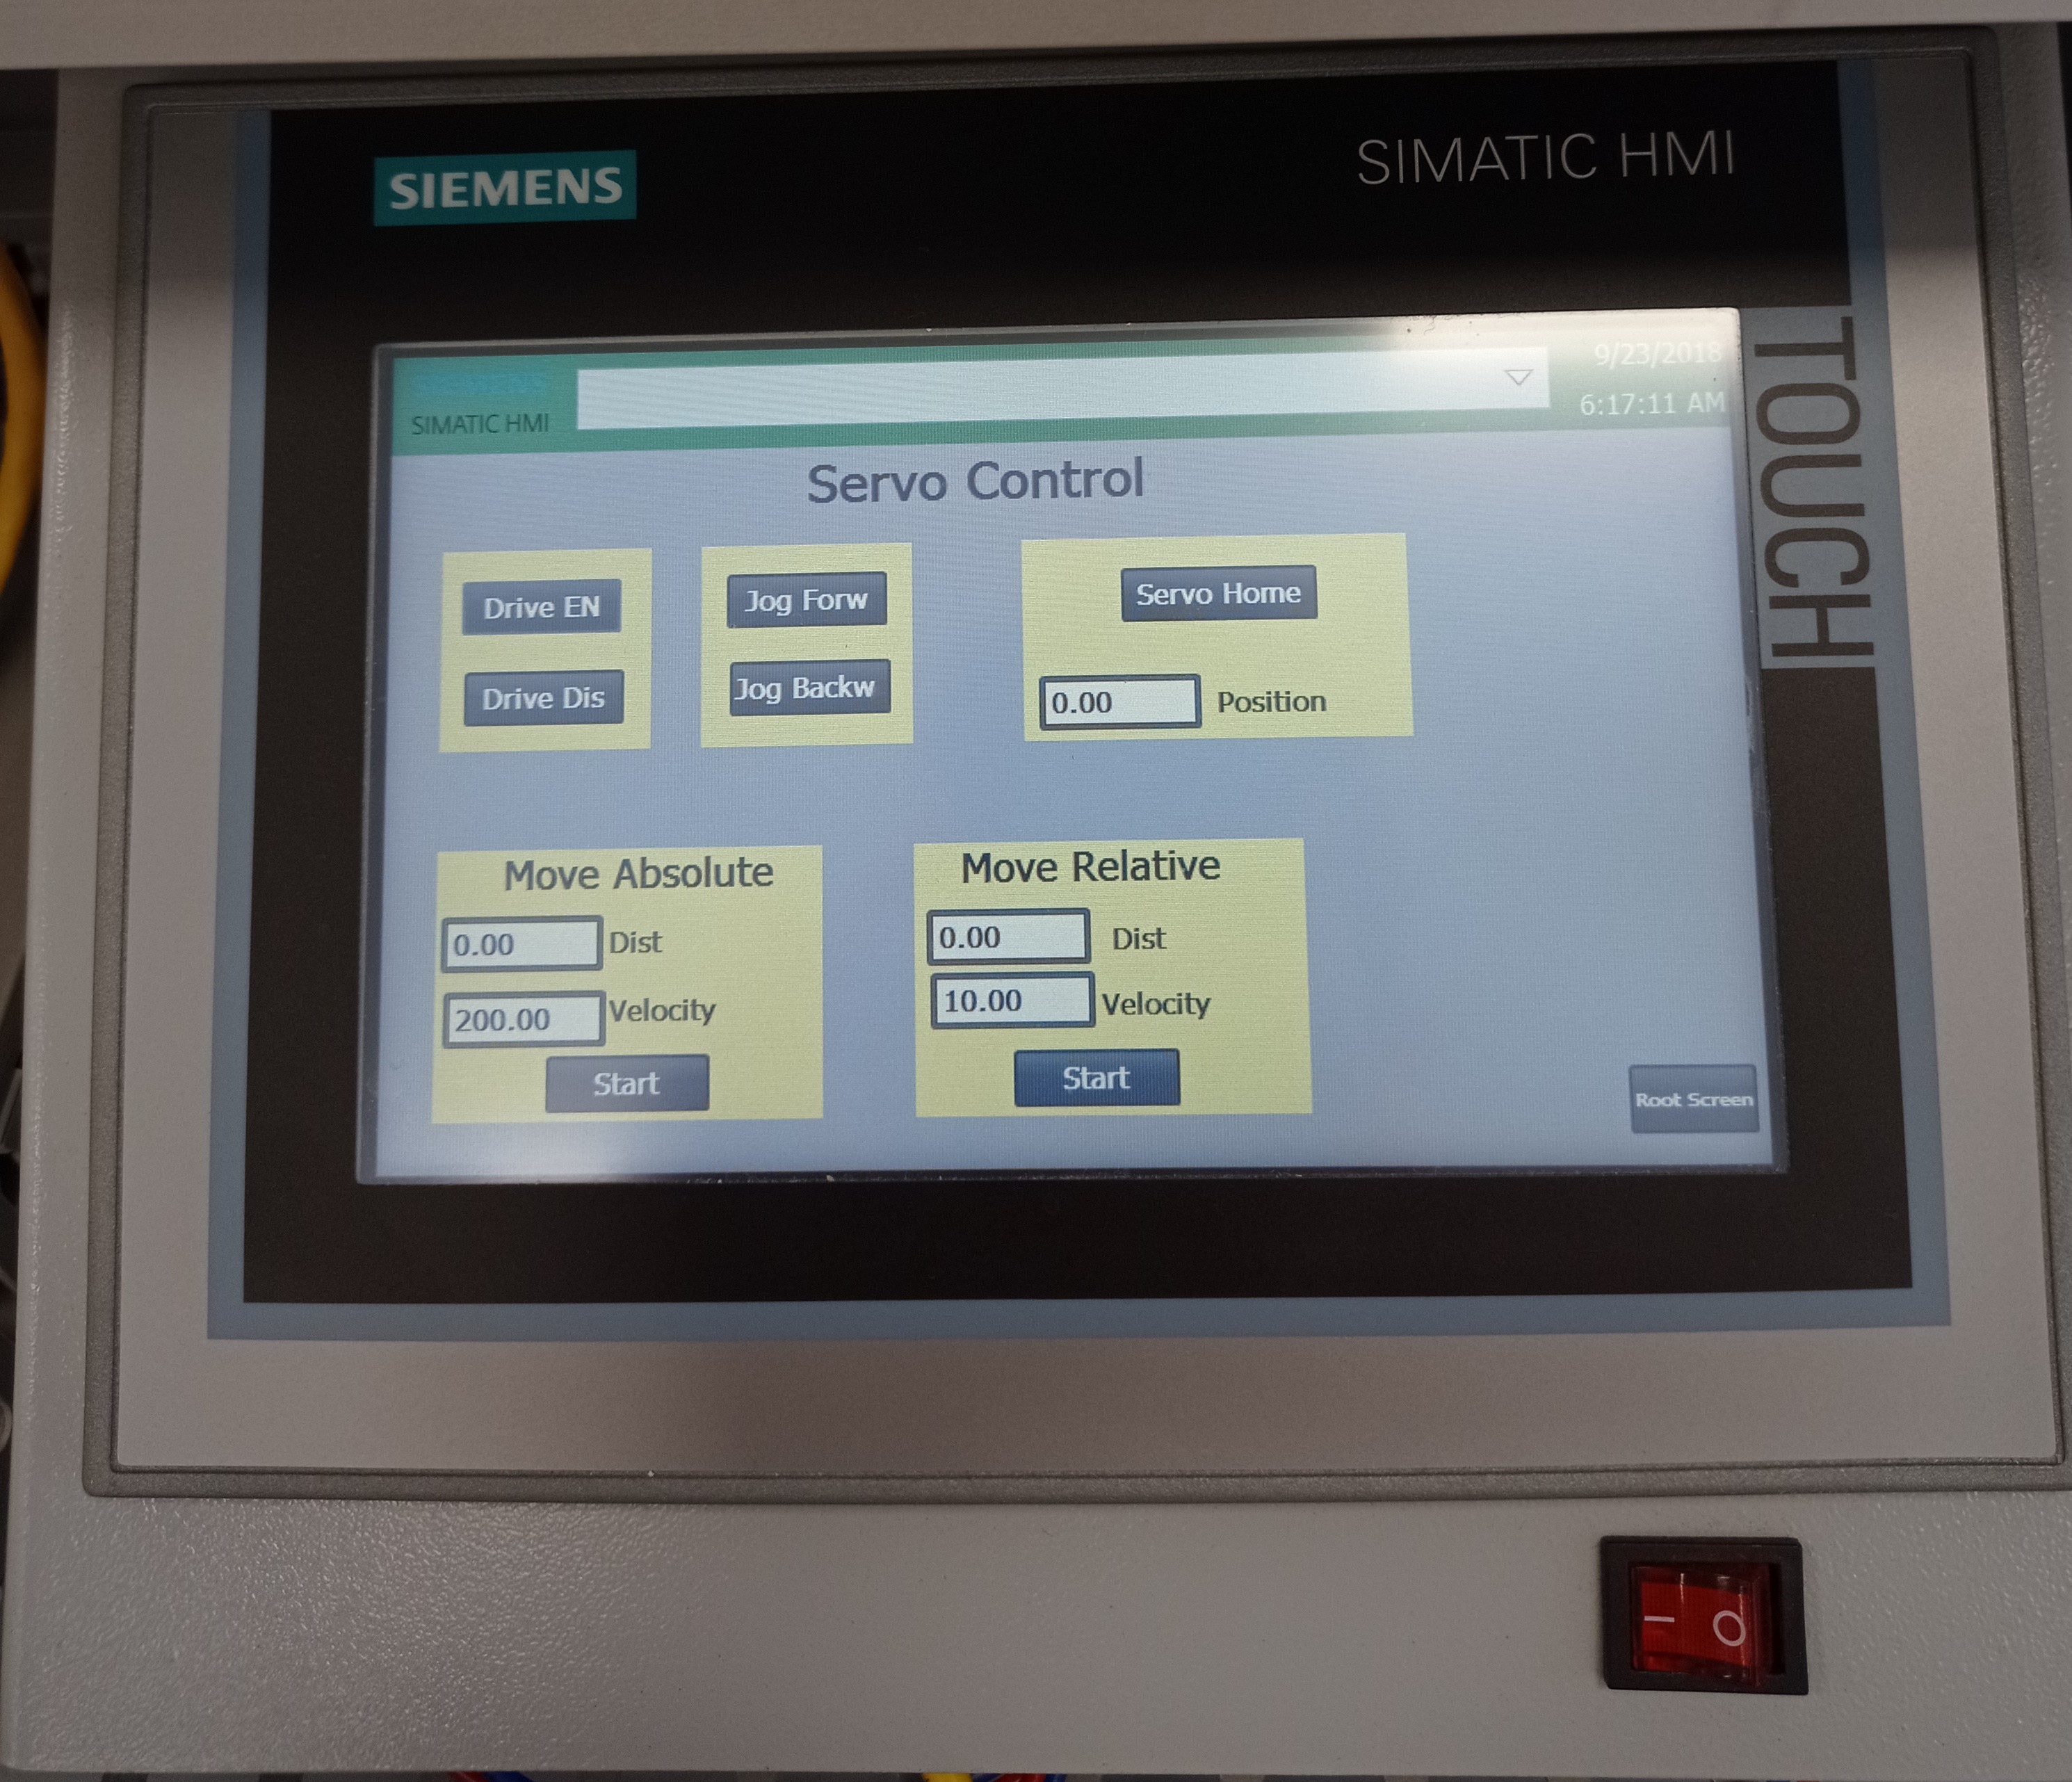 SIEMENS
SIMATIC HMI
TOUCH
SIEMENS
SIMATIC HMI
9/23/2018
6:17:11 AM
Servo Control
Drive EN
Drive Dis
Jog Forw
Jog Backw
Servo Home
0.00 Position
Move Absolute
0.00 Dist
200.00 Velocity
Start
Move Relative
0.00 Dist
10.00 Velocity
Start
Root Screen
I O